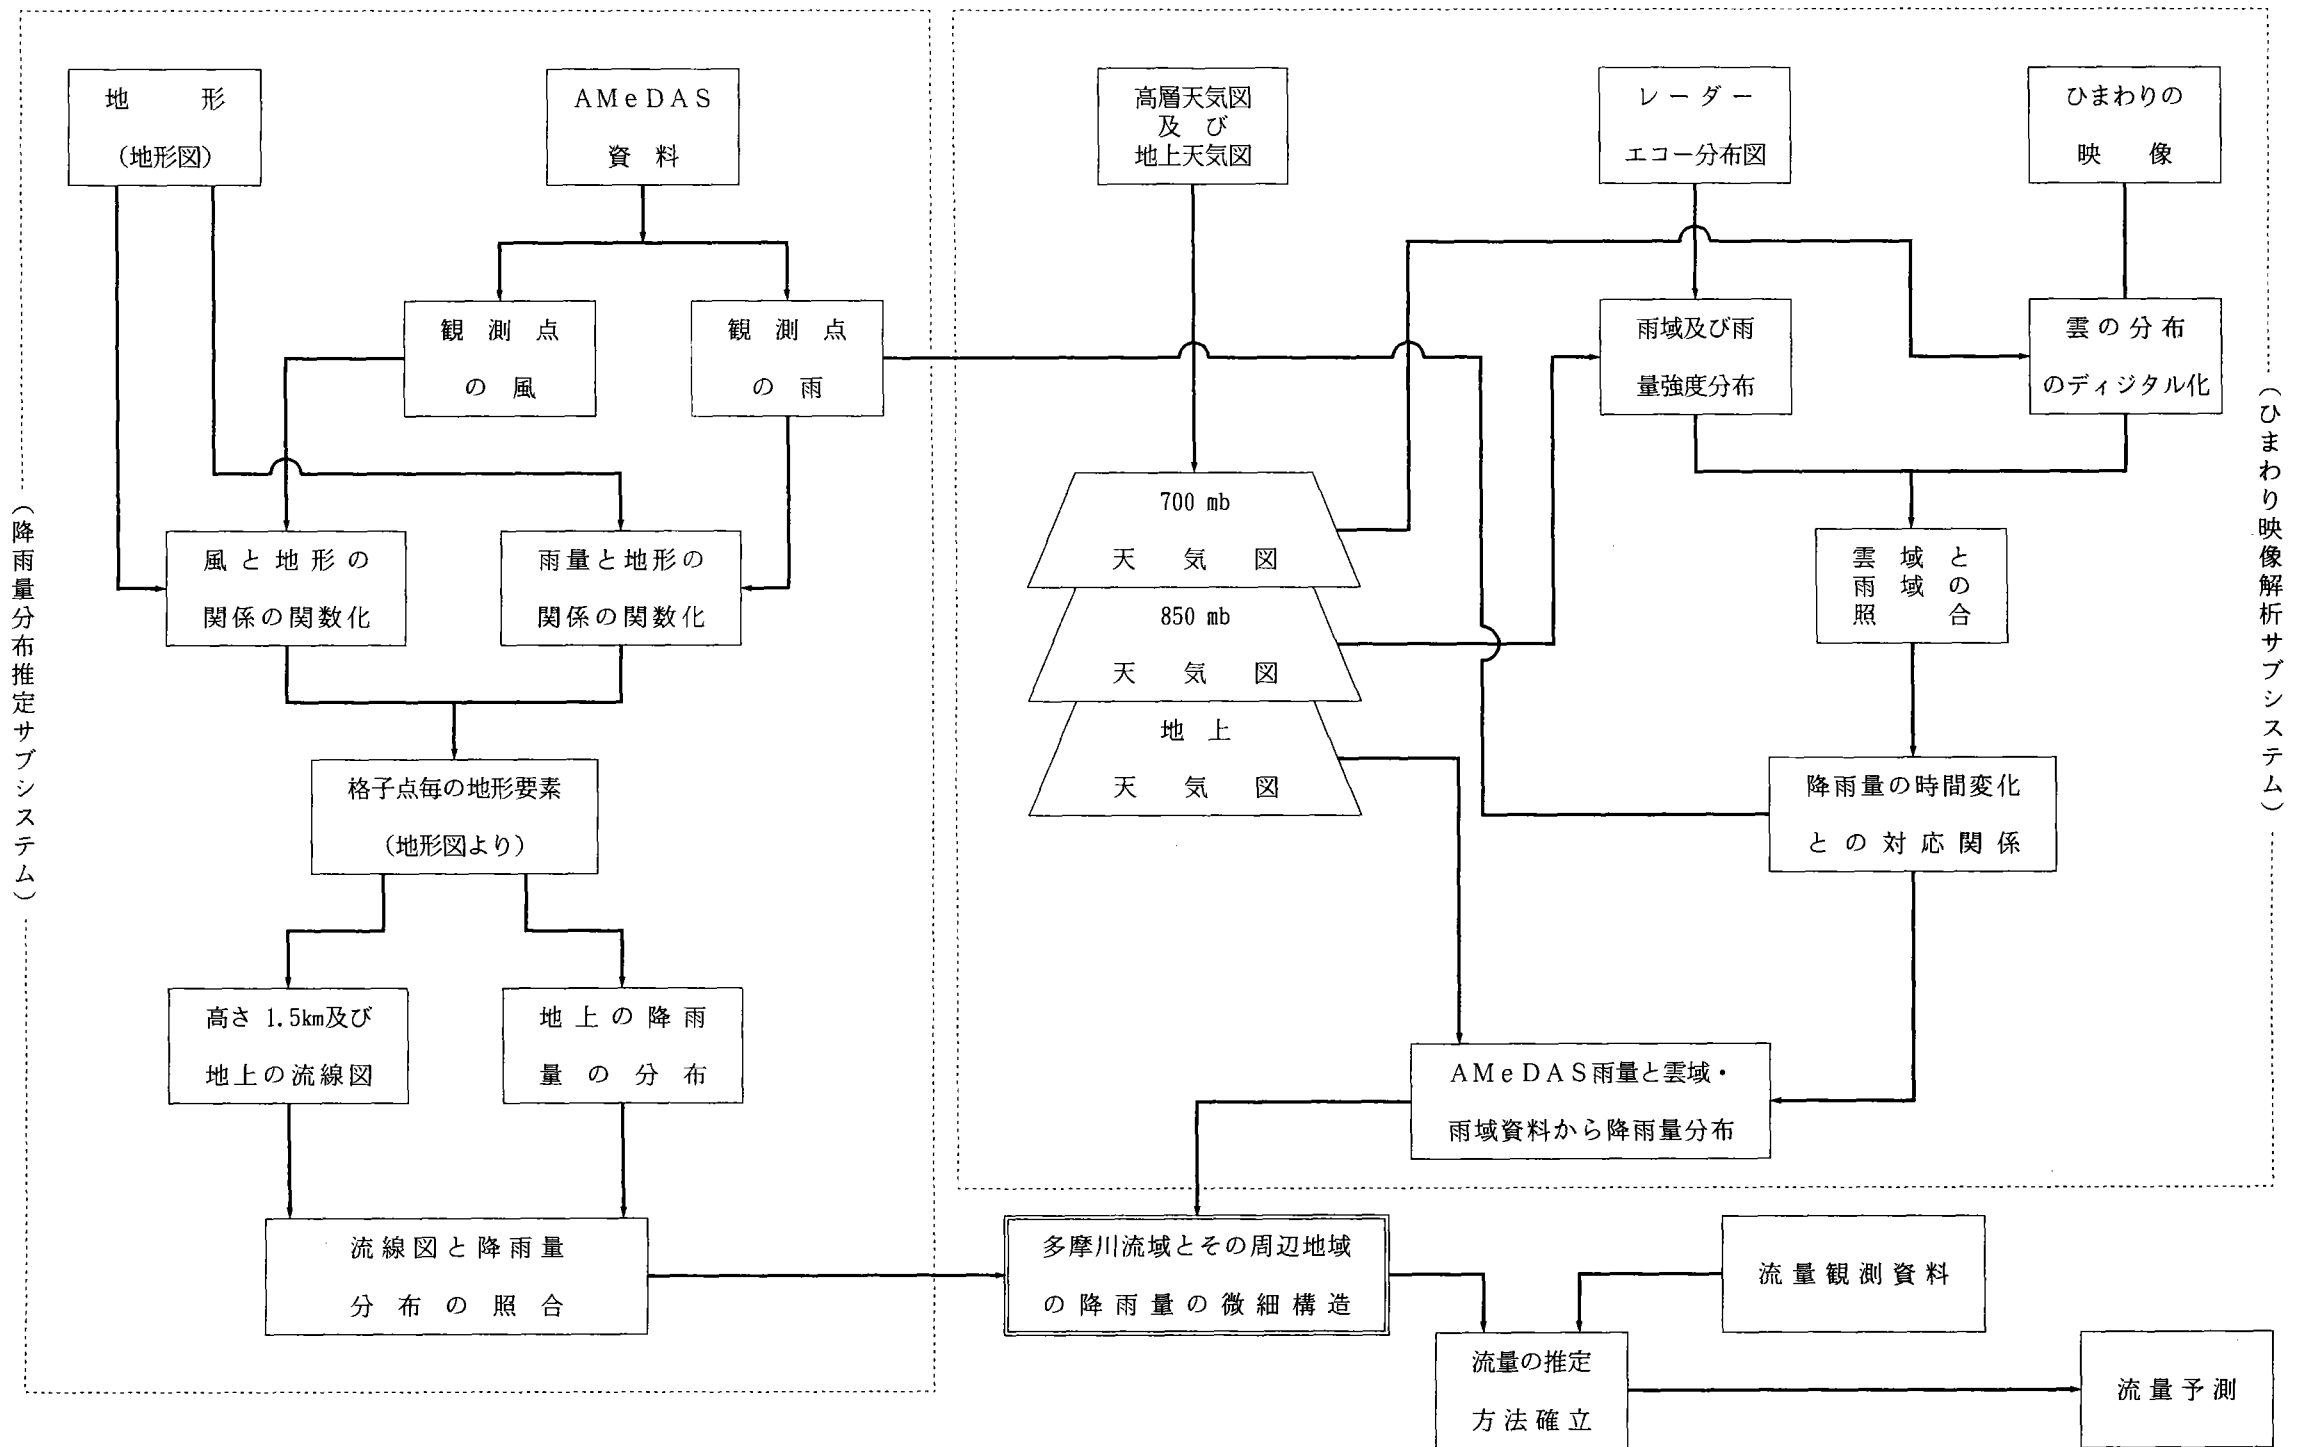 地形
(地形図)
AMeDAS
資料
観測点
の風
観測点
の雨
風と地形の
関係の関数化
雨量と地形の
関係の関数化
格子点毎の地形要素
(地形図より)
高さ 1.5km及び
地上の流線図
地上の降雨
量の分布
流線図と降雨量
分布の照合
(降雨量分布推定サブシステム)
高層天気図
及び
地上天気図
レーダー
エコー分布図
ひまわりの
映像
雨域及び雨
量強度分布
雲の分布
のディジタル化
700 mb
天気図
850 mb
天気図
地上
天気図
雲域と
雨域の
照合
降雨量の時間変化
との対応関係
AMeDAS雨量と雲域・
雨域資料から降雨量分布
(ひまわり映像解析サブシステム)
多摩川流域とその周辺地域
の降雨量の微細構造
流量観測資料
流量の推定
方法確立
流量予測